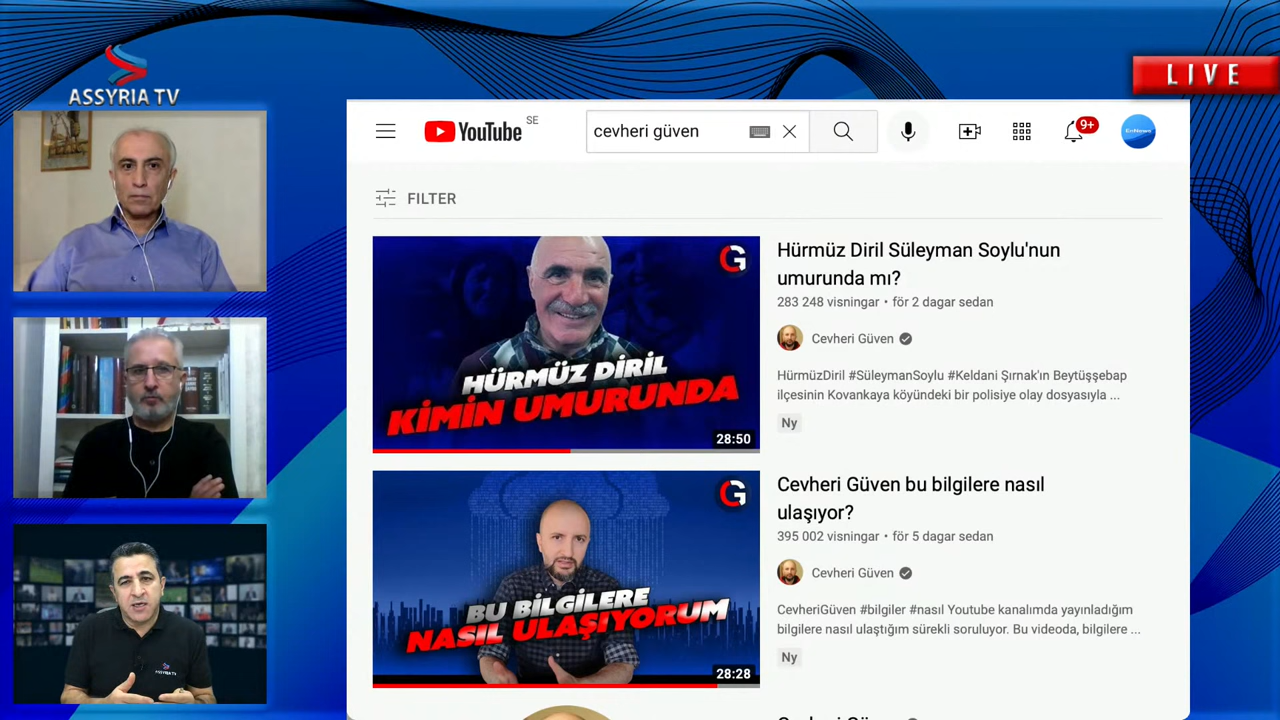 ASSYRIA TV
LIVE
YouTube SE
cevheri güven
9+
EnNews
FILTER
HÜRMÜZ DİRİL
KİMİN UMURUNDA
28:50
Hürmüz Diril Süleyman Soylu'nun
umurunda mı?
283 248 visningar • för 2 dagar sedan
Cevheri Güven
HürmüzDiril #SüleymanSoylu #Keldani Şırnak'ın Beytüşşebap
ilçesinin Kovankaya köyündeki bir polisiye olay dosyasıyla ...
Ny
BU BİLGİLERE
NASIL ULAŞIYORUM
28:28
Cevheri Güven bu bilgilere nasıl
ulaşıyor?
395 002 visningar • för 5 dagar sedan
Cevheri Güven
CevheriGüven #bilgiler #nasıl Youtube kanalımda yayınladığım
bilgilere nasıl ulaştığım sürekli soruluyor. Bu videoda, bilgilere ...
Ny
ASSYRIA TV